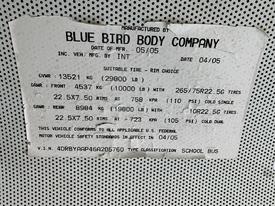 MANUFACTURED BY
BLUE BIRD BODY COMPANY
DATE OF MFR. 05/05
INC. VEH. MFG. BY INT DATE 04/05
SUITABLE TIRE - RIM CHOICE
GVWR - 13521 KG (29800 LB)
GAWR: FRONT 4537 KG (10000 LB) WITH 265/75R22.5G TIRES
22.5X7.50 RIMS AT 758 KPA (110 PSI) COLD SINGLE
GAWR: REAR 8984 KG (19800 LB) WITH 10R22.5G TIRES
22.5X7.50 RIMS AT 723 KPA (105 PSI) COLD DUAL
THIS VEHICLE CONFORMS TO ALL APPLICABLE U.S. FEDERAL
MOTOR VEHICLE SAFETY STANDARDS IN EFFECT IN 04/05
V.I.N. 4DRBYAAP46A205760 TYPE CLASSIFICATION SCHOOL BUS